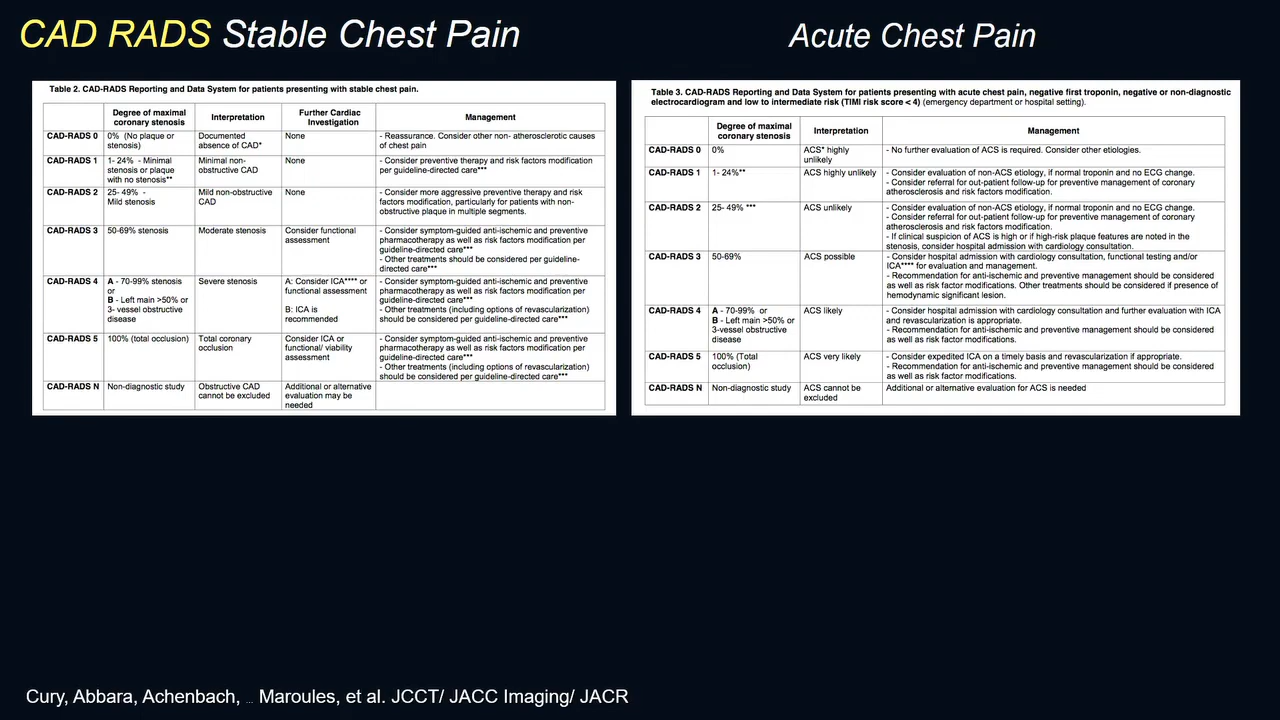 CAD RADS Stable Chest Pain
Acute Chest Pain
Table 2. CAD-RADS Reporting and Data System for patients presenting with stable chest pain.
Degree of maximal
coronary stenosis
Interpretation
Further Cardiac
Investigation
Management
CAD-RADS 0
0% (No plaque or
stenosis)
Documented
absence of CAD*
None
- Reassurance. Consider other non- atherosclerotic causes
of chest pain
CAD-RADS 1
1- 24% - Minimal
stenosis or plaque
with no stenosis**
Minimal non-
obstructive CAD
None
- Consider preventive therapy and risk factors modification
per guideline-directed care***
CAD-RADS 2
25- 49% -
Mild stenosis
Mild non-obstructive
CAD
None
- Consider more aggressive preventive therapy and risk
factors modification, particularly for patients with non-
obstructive plaque in multiple segments.
CAD-RADS 3
50-69% stenosis
Moderate stenosis
Consider functional
assessment
- Consider symptom-guided anti-ischemic and preventive
pharmacotherapy as well as risk factors modification per
guideline-directed care***
- Other treatments should be considered per guideline-
directed care***
CAD-RADS 4
A - 70-99% stenosis
or
B - Left main >50% or
3- vessel obstructive
disease
Severe stenosis
A: Consider ICA**** or
functional assessment
B: ICA is
recommended
- Consider symptom-guided anti-ischemic and preventive
pharmacotherapy as well as risk factors modification per
guideline-directed care***
- Other treatments (including options of revascularization)
should be considered per guideline-directed care***
CAD-RADS 5
100% (total occlusion)
Total coronary
occlusion
Consider ICA or
functional/ viability
assessment
- Consider symptom-guided anti-ischemic and preventive
pharmacotherapy as well as risk factors modification per
guideline-directed care***
- Other treatments (including options of revascularization)
should be considered per guideline-directed care***
CAD-RADS N
Non-diagnostic study
Obstructive CAD
cannot be excluded
Additional or alternative
evaluation may be
needed
Table 3. CAD-RADS Reporting and Data System for patients presenting with acute chest pain, negative first troponin, negative or non-diagnostic
electrocardiogram and low to intermediate risk (TIMI risk score < 4) (emergency department or hospital setting).
Degree of maximal
coronary stenosis
Interpretation
Management
CAD-RADS 0
0%
ACS* highly
unlikely
- No further evaluation of ACS is required. Consider other etiologies.
CAD-RADS 1
1- 24%**
ACS highly unlikely
- Consider evaluation of non-ACS etiology, if normal troponin and no ECG change.
- Consider referral for out-patient follow-up for preventive management of coronary
atherosclerosis and risk factors modification.
CAD-RADS 2
25- 49% ***
ACS unlikely
- Consider evaluation of non-ACS etiology, if normal troponin and no ECG change.
- Consider referral for out-patient follow-up for preventive management of coronary
atherosclerosis and risk factors modification.
- If clinical suspicion of ACS is high or if high-risk plaque features are noted in the
stenosis, consider hospital admission with cardiology consultation.
CAD-RADS 3
50-69%
ACS possible
- Consider hospital admission with cardiology consultation, functional testing and/or
ICA**** for evaluation and management.
- Recommendation for anti-ischemic and preventive management should be considered
as well as risk factor modifications. Other treatments should be considered if presence of
hemodynamic significant lesion.
CAD-RADS 4
A - 70-99% or
B - Left main >50% or
3-vessel obstructive
disease
ACS likely
- Consider hospital admission with cardiology consultation and further evaluation with ICA
and revascularization is appropriate.
- Recommendation for anti-ischemic and preventive management should be considered
as well as risk factor modifications.
CAD-RADS 5
100% (Total
occlusion)
ACS very likely
- Consider expedited ICA on a timely basis and revascularization if appropriate.
- Recommendation for anti-ischemic and preventive management should be considered
as well as risk factor modifications.
CAD-RADS N
Non-diagnostic study
ACS cannot be
excluded
Additional or alternative evaluation for ACS is needed
Cury, Abbara, Achenbach, ... Maroules, et al. JCCT/ JACC Imaging/ JACR